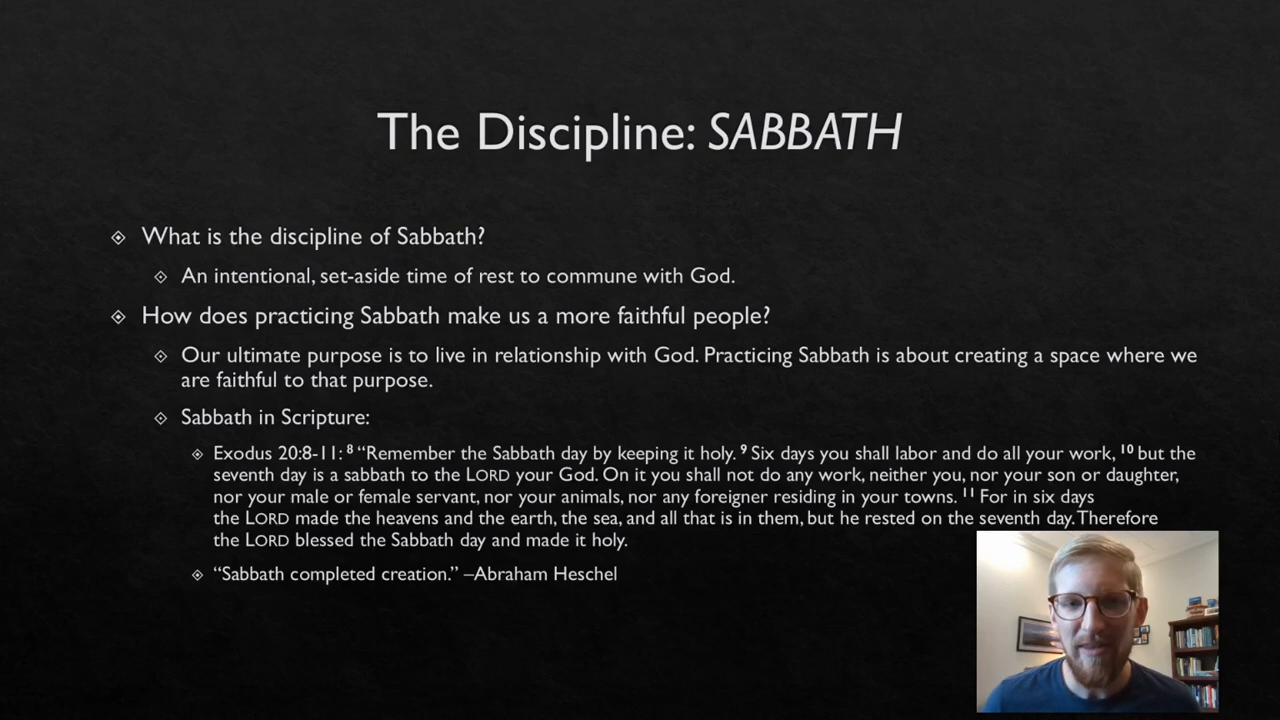 The Discipline: SABBATH
What is the discipline of Sabbath?
An intentional, set-aside time of rest to commune with God.
How does practicing Sabbath make us a more faithful people?
Our ultimate purpose is to live in relationship with God. Practicing Sabbath is about creating a space where we
are faithful to that purpose.
Sabbath in Scripture:
Exodus 20:8-11: 8 “Remember the Sabbath day by keeping it holy. 9 Six days you shall labor and do all your work, 10 but the
seventh day is a sabbath to the LORD your God. On it you shall not do any work, neither you, nor your son or daughter,
nor your male or female servant, nor your animals, nor any foreigner residing in your towns. 11 For in six days
the LORD made the heavens and the earth, the sea, and all that is in them, but he rested on the seventh day. Therefore
the LORD blessed the Sabbath day and made it holy.
“Sabbath completed creation.” –Abraham Heschel